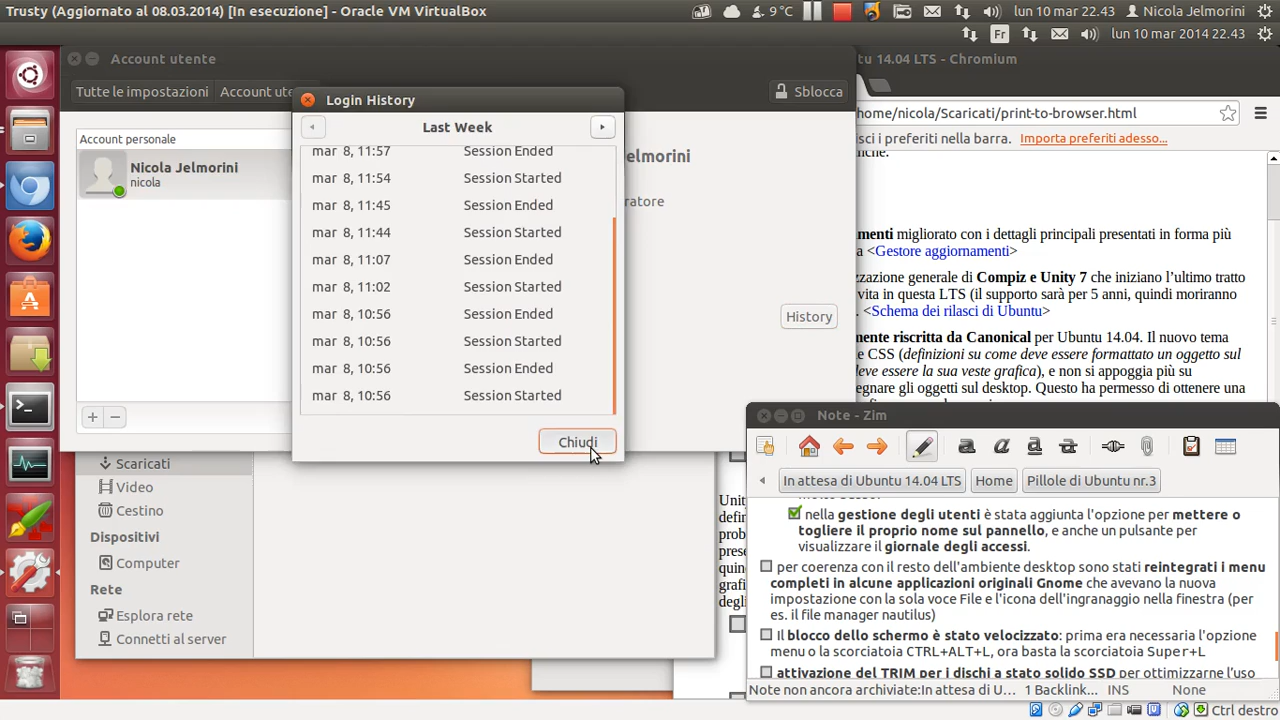 Trusty (Aggiornato al 08.03.2014) [In esecuzione] - Oracle VM VirtualBox
9 °C
lun 10 mar 22.43
Nicola Jelmorini
Fr
lun 10 mar 2014 22.43
Account utente
Tutte le impostazioni
Account ute
Sblocca
Account personale
Nicola Jelmorini
nicola
Jelmorini
ratore
History
Login History
Last Week
mar 8, 11:57 Session Ended
mar 8, 11:54 Session Started
mar 8, 11:45 Session Ended
mar 8, 11:44 Session Started
mar 8, 11:07 Session Ended
mar 8, 11:02 Session Started
mar 8, 10:56 Session Ended
mar 8, 10:56 Session Started
mar 8, 10:56 Session Ended
mar 8, 10:56 Session Started
Chiudi
tu 14.04 LTS - Chromium
home/nicola/Scaricati/print-to-browser.html
isci i preferiti nella barra. Importa preferiti adesso...
iche.
menti migliorato con i dettagli principali presentati in forma più
a <Gestore aggiornamenti>
zzazione generale di Compiz e Unity 7 che iniziano l'ultimo tratto
vita in questa LTS (il supporto sarà per 5 anni, quindi moriranno
. <Schema dei rilasci di Ubuntu>
mente riscritta da Canonical per Ubuntu 14.04. Il nuovo tema
e CSS (definizioni su come deve essere formattato un oggetto sul
deve essere la sua veste grafica), e non si appoggia più su
egnare gli oggetti sul desktop. Questo ha permesso di ottenere una
Unity
defin
prob
prese
quin
grafi
degli
Scaricati
Video
Cestino
Dispositivi
Computer
Rete
Esplora rete
Connetti al server
Note - Zim
In attesa di Ubuntu 14.04 LTS
Home
Pillole di Ubuntu nr.3
nella gestione degli utenti è stata aggiunta l'opzione per mettere o
togliere il proprio nome sul pannello, e anche un pulsante per
visualizzare il giornale degli accessi.
per coerenza con il resto dell'ambiente desktop sono stati reintegrati i menu
completi in alcune applicazioni originali Gnome che avevano la nuova
impostazione con la sola voce File e l'icona dell'ingranaggio nella finestra (per
es. il file manager nautilus)
Il blocco dello schermo è stato velocizzato: prima era necessaria l'opzione
menu o la scorciatoia CTRL+ALT+L, ora basta la scorciatoia Super+L
attivazione del TRIM per i dischi a stato solido SSD per ottimizzarne l'uso
Note non ancora archiviate:In attesa di U...
1 Backlink...
INS
None
Ctrl destro